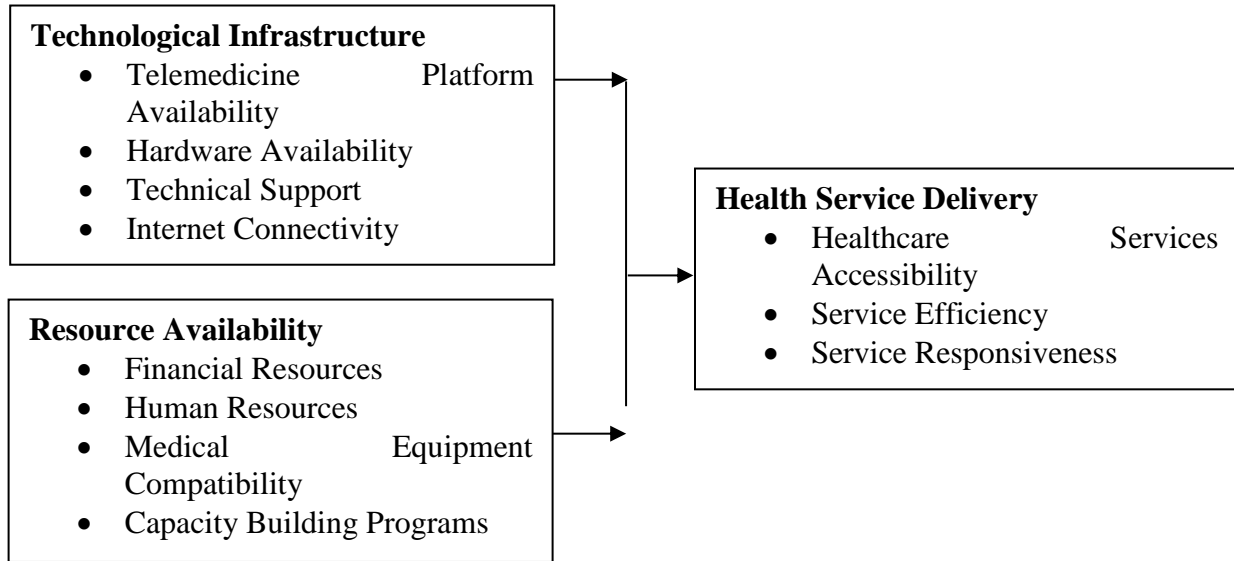 Technological Infrastructure
• Telemedicine Platform
Availability
• Hardware Availability
• Technical Support
• Internet Connectivity
Resource Availability
• Financial Resources
• Human Resources
• Medical Equipment
Compatibility
• Capacity Building Programs
Health Service Delivery
• Healthcare Services
Accessibility
• Service Efficiency
• Service Responsiveness